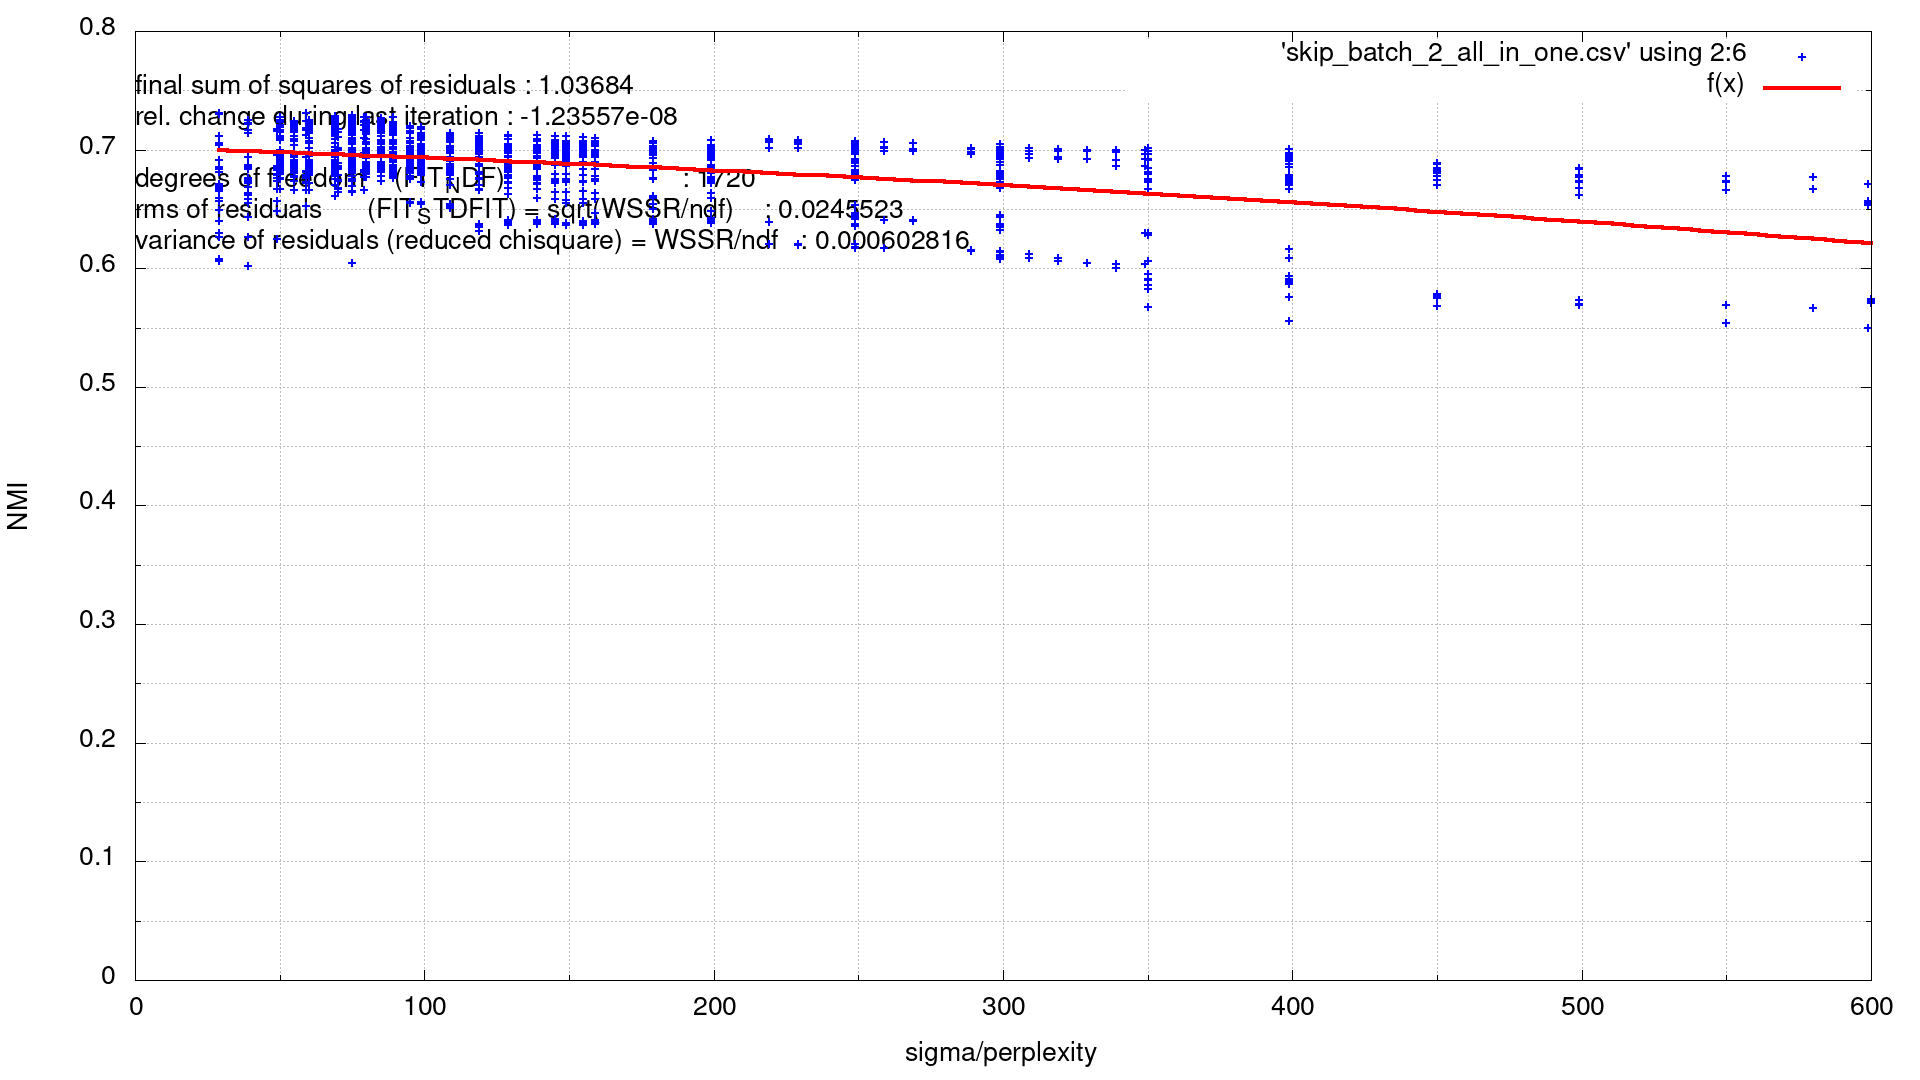 0.8
'skip_batch_2_all_in_one.csv' using 2:6
f(x)
final sum of squares of residuals : 1.03684
rel. change during last iteration : -1.23557e-08
0.7
degrees of freedom (FIT_NDF) : 1720
rms of residuals (FIT_STDFIT) = sqrt(WSSR/ndf) : 0.0245523
variance of residuals (reduced chisquare) = WSSR/ndf : 0.000602816
0.6
0.5
0.4
NMI
0.3
0.2
0.1
0
0 100 200 300 400 500 600
sigma/perplexity